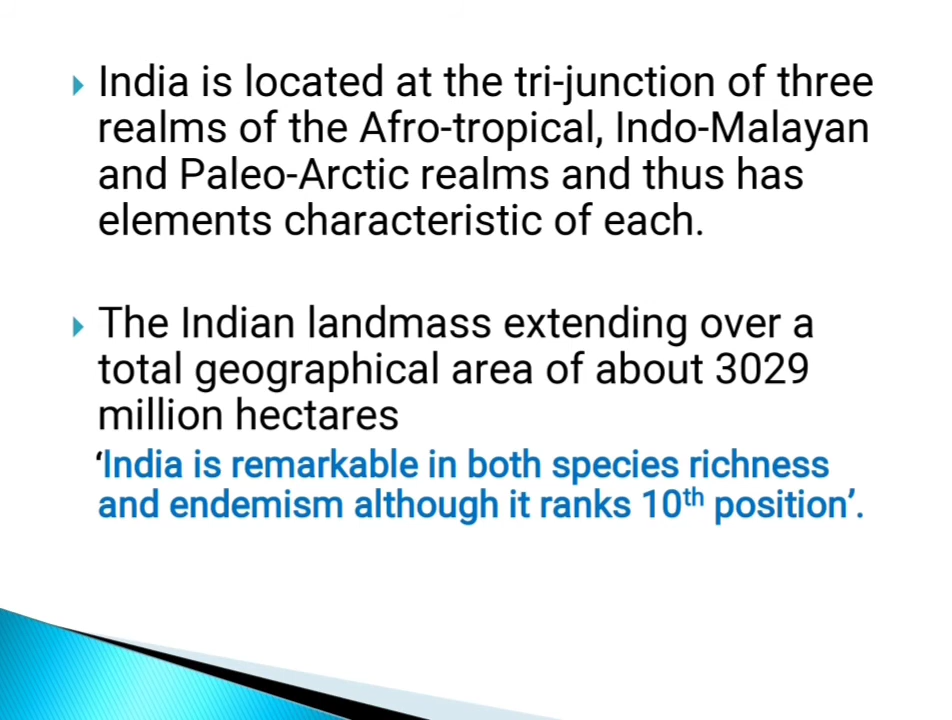 India is located at the tri-junction of three
realms of the Afro-tropical, Indo-Malayan
and Paleo-Arctic realms and thus has
elements characteristic of each.
The Indian landmass extending over a
total geographical area of about 3029
million hectares
‘India is remarkable in both species richness
and endemism although it ranks 10th position’.